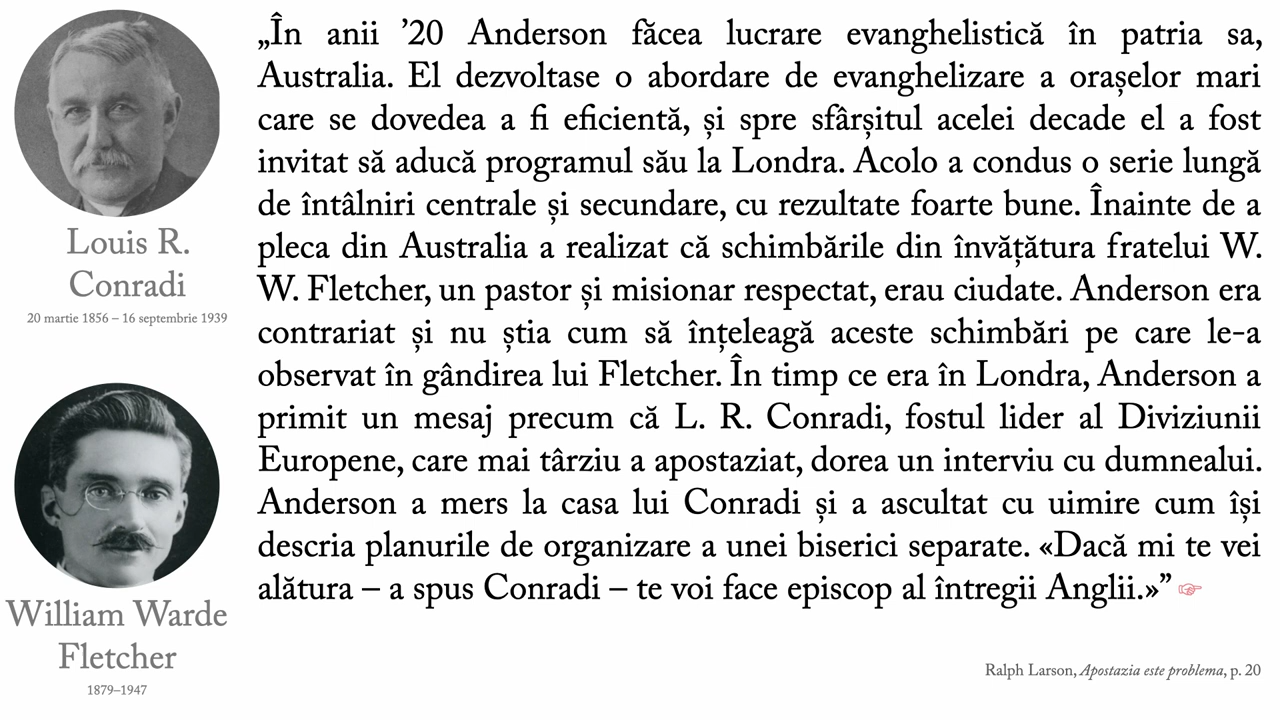 Louis R.
Conradi
20 martie 1856 – 16 septembrie 1939
William Warde
Fletcher
1879–1947
„În anii ’20 Anderson făcea lucrare evanghelistică în patria sa,
Australia. El dezvoltase o abordare de evanghelizare a orașelor mari
care se dovedea a fi eficientă, și spre sfârșitul acelei decade el a fost
invitat să aducă programul său la Londra. Acolo a condus o serie lungă
de întâlniri centrale și secundare, cu rezultate foarte bune. Înainte de a
pleca din Australia a realizat că schimbările din învățătura fratelui W.
W. Fletcher, un pastor și misionar respectat, erau ciudate. Anderson era
contrariat și nu știa cum să înțeleagă aceste schimbări pe care le-a
observat în gândirea lui Fletcher. În timp ce era în Londra, Anderson a
primit un mesaj precum că L. R. Conradi, fostul lider al Diviziunii
Europene, care mai târziu a apostaziat, dorea un interviu cu dumnealui.
Anderson a mers la casa lui Conradi și a ascultat cu uimire cum își
descria planurile de organizare a unei biserici separate. «Dacă mi te vei
alătura – a spus Conradi – te voi face episcop al întregii Anglii.»” ☞
Ralph Larson, Apostazia este problema, p. 20